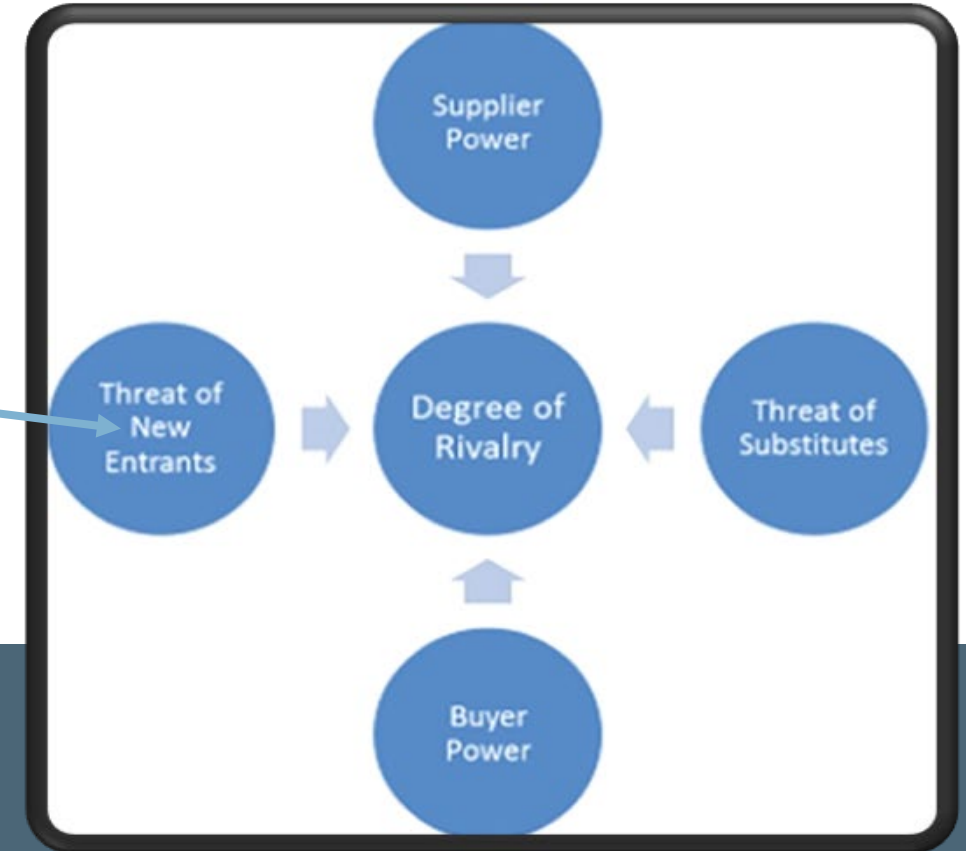 Supplier
Power
Threat of
New
Entrants
Degree of
Rivalry
Threat of
Substitutes
Buyer
Power